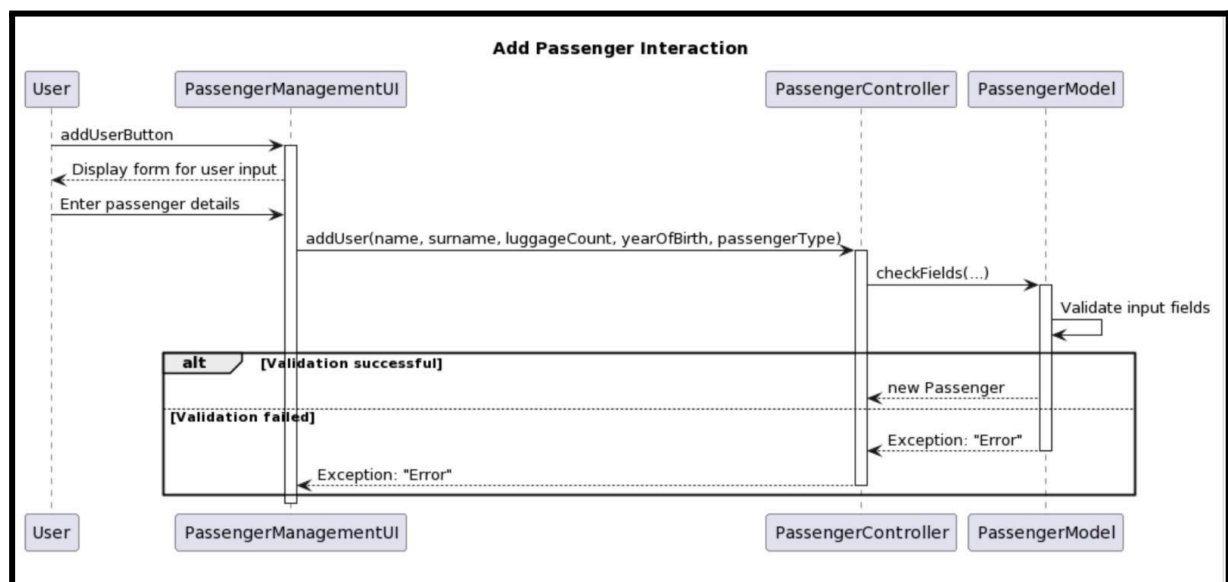 Add Passenger Interaction
User PassengerManagementUI PassengerController PassengerModel
addUserButton
Display form for user input
Enter passenger details
addUser(name, surname, luggageCount, yearOfBirth, passengerType)
checkFields(...)
Validate input fields
alt [Validation successful]
new Passenger
[Validation failed]
Exception: "Error"
Exception: "Error"
User PassengerManagementUI PassengerController PassengerModel